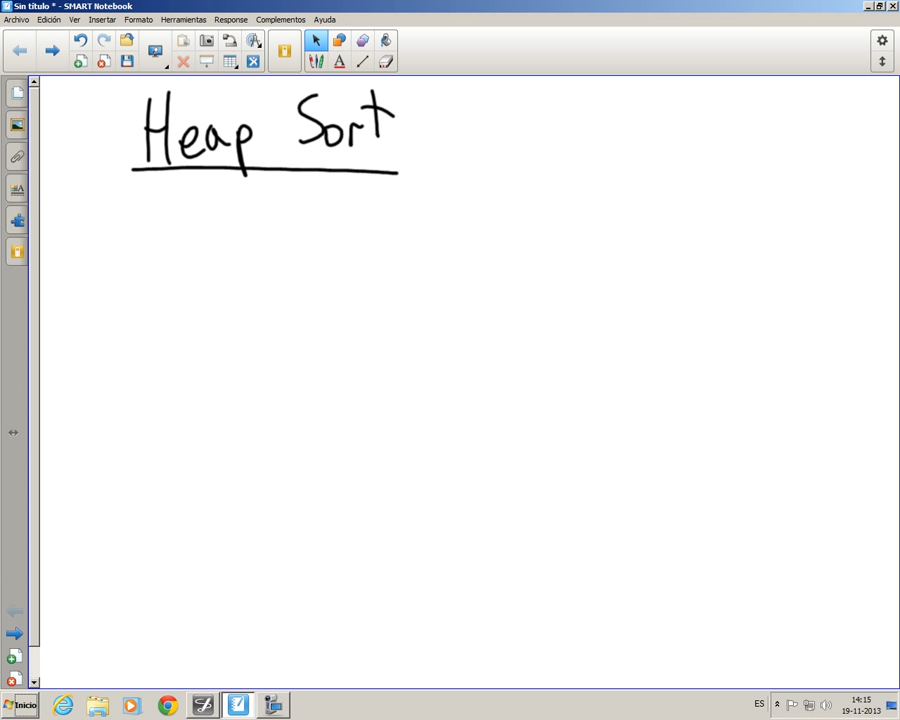 Sin título * - SMART Notebook
Archivo Edición Ver Insertar Formato Herramientas Response Complementos Ayuda
Heap Sort
Inicio
ES
14:15
19-11-2013